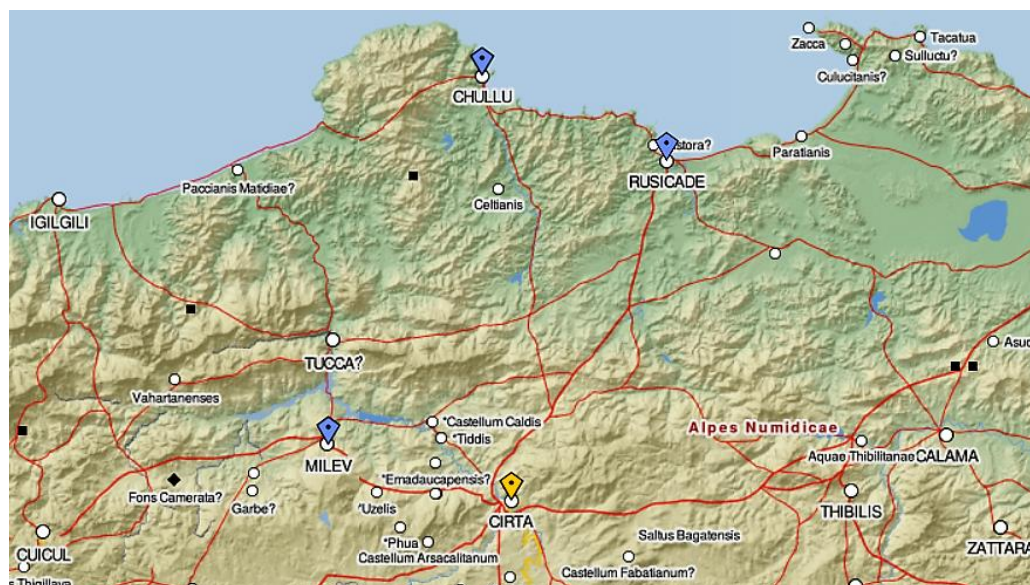 Zacca
Tacatua
Sulluctu?
Culucitanis?
CHULLU
stora?
Paratianis
RUSICADE
Paccianis Matidiae?
Celtianis
IGILGILI
TUCCA?
Vahartanenses
*Castellum Caldis
*Tiddis
Alpes Numidicae
MILEV
Aquae Thibilitanae
CALAMA
*Emadaucapensis?
Fons Camerata?
Garbe?
*Uzelis
CIRTA
THIBILIS
*Phua
Saltus Bagatensis
CUICUL
Castellum Arsacalitanum
ZATTARA
Castellum Fabatianum?
Thigillava